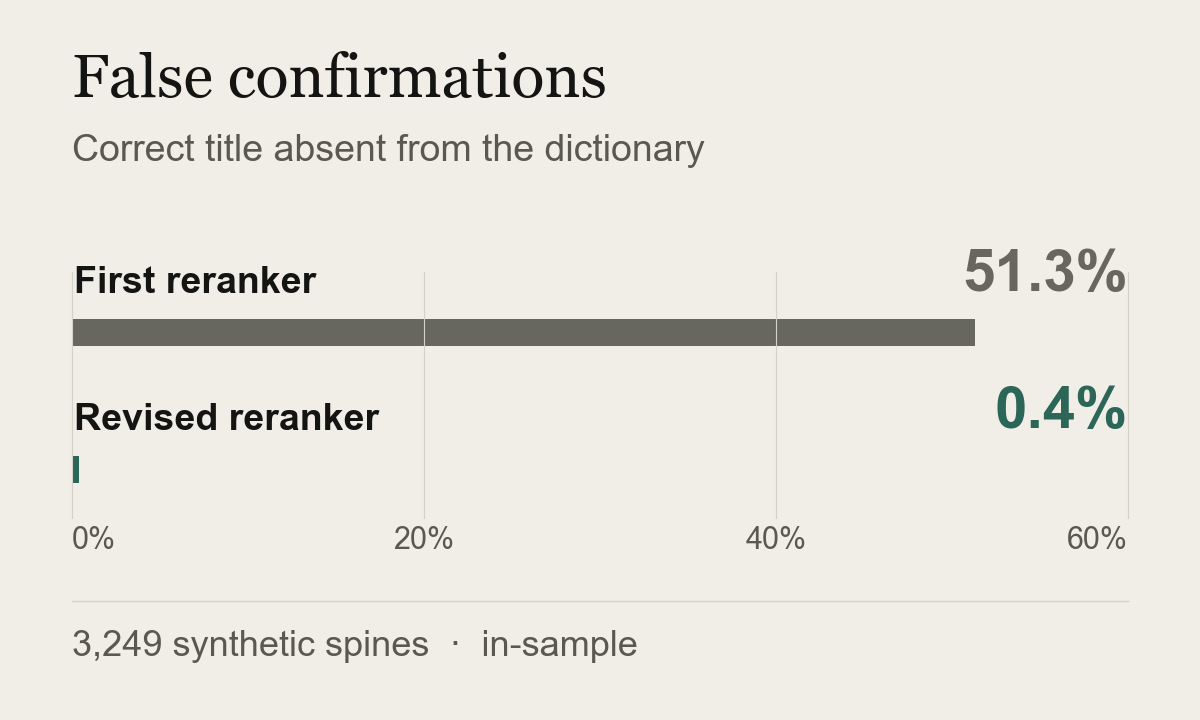 False confirmations
Correct title absent from the dictionary
First reranker 51.3%
Revised reranker 0.4%
0% 20% 40% 60%
3,249 synthetic spines · in-sample